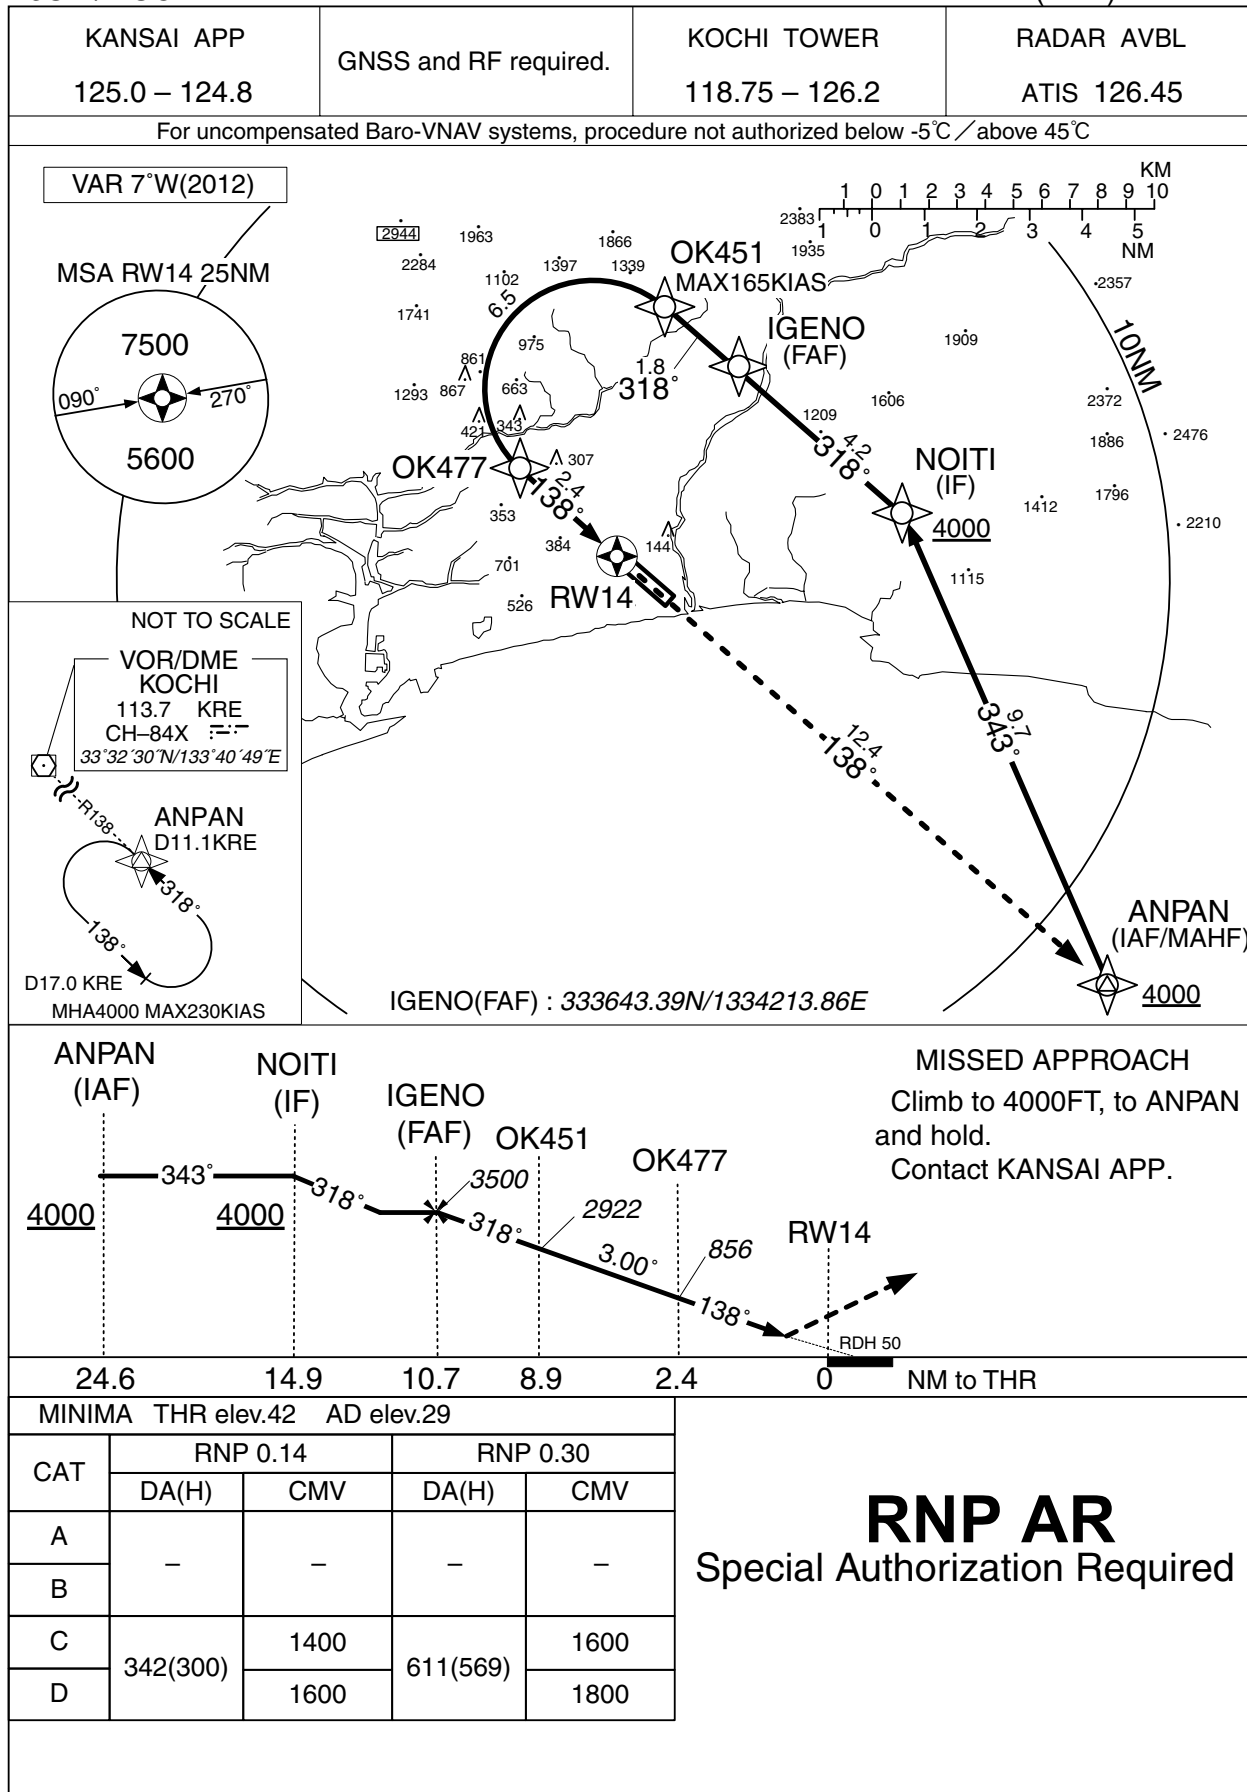 KANSAI APP
125.0 – 124.8
GNSS and RF required.
KOCHI TOWER
118.75 – 126.2
RADAR AVBL
ATIS 126.45
For uncompensated Baro-VNAV systems, procedure not authorized below -5℃／above 45℃
VAR 7˚W(2012)
MSA RW14 25NM
7500
090˚
270˚
5600
KM
1 0 1 2 3 4 5 6 7 8 9 10
1 0 1 2 3 4 5
NM
2383
2944
1963
1866
1935
2284
1397
1339
1102
2357
1741
975
1909
861
867
1293
663
1606
2372
1209
421
343
1886
2476
307
1796
1412
353
2210
384
144
701
1115
526
OK451
MAX165KIAS
6.5
IGENO
(FAF)
1.8
318˚
10NM
4.2
318˚
NOITI
(IF)
4000
OK477
2.4
138˚
RW14
9.7
343˚
12.4
138˚
ANPAN
(IAF/MAHF)
4000
NOT TO SCALE
VOR/DME
KOCHI
113.7 KRE
CH–84X
33˚32´30˝N/133˚40´49˝E
R138
ANPAN
D11.1KRE
318˚
138˚
D17.0 KRE
MHA4000 MAX230KIAS
IGENO(FAF) : 333643.39N/1334213.86E
ANPAN
(IAF)
NOITI
(IF)
IGENO
(FAF)
OK451
OK477
RW14
343˚
318˚
3500
4000
4000
318˚
2922
3.00˚
856
138˚
RDH 50
24.6 14.9 10.7 8.9 2.4 0 NM to THR
MISSED APPROACH
Climb to 4000FT, to ANPAN
and hold.
Contact KANSAI APP.
MINIMA THR elev.42 AD elev.29
CAT RNP 0.14 RNP 0.30
DA(H) CMV DA(H) CMV
A
– – – –
B
C 342(300) 1400 611(569) 1600
D 1600 1800
RNP AR
Special Authorization Required